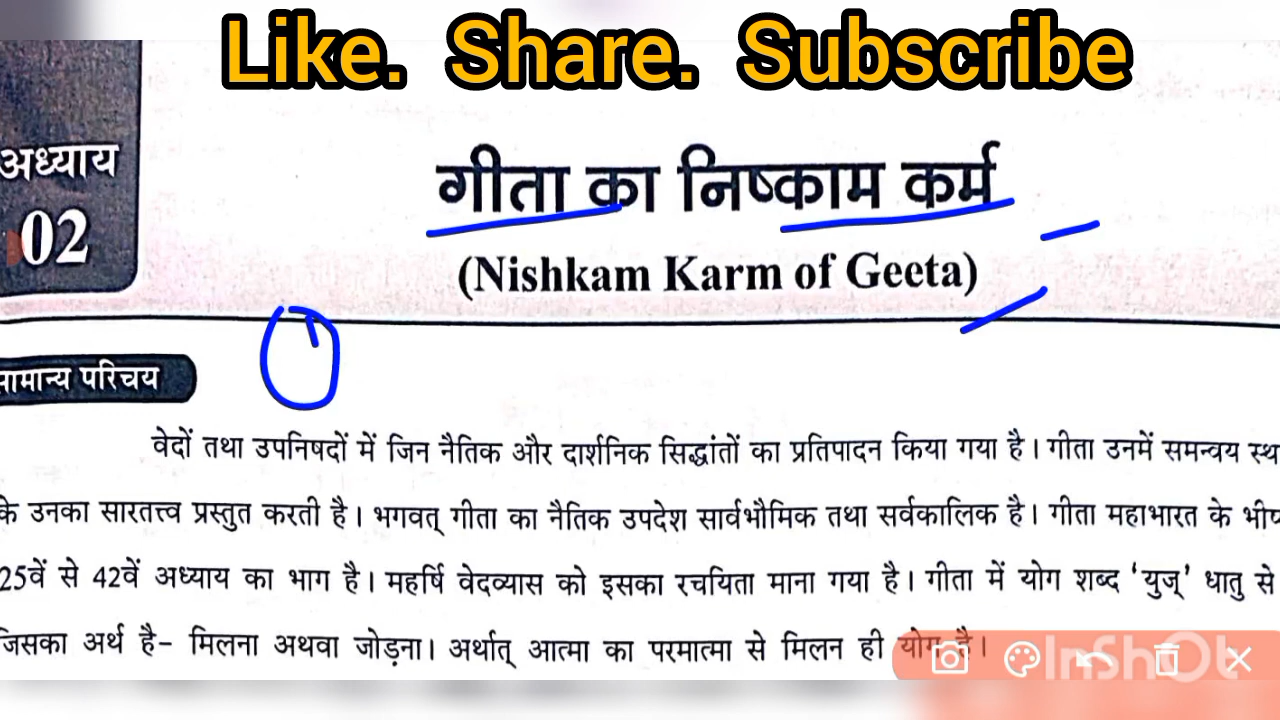 Like. Share. Subscribe
अध्याय
02
गीता का निष्काम कर्म
(Nishkam Karm of Geeta)
परिचय
वेदों तथा उपनिषदों में जिन नैतिक और दार्शनिक सिद्धांतों का प्रतिपादन किया गया है। गीता उनमें समन्वय
के उनका सारतत्त्व प्रस्तुत करती है। भगवत् गीता का नैतिक उपदेश सार्वभौमिक तथा सर्वकालिक है। गीता महाभारत के
25वें से 42वें अध्याय का भाग है। महर्षि वेदव्यास को इसका रचयिता माना गया है। गीता में योग शब्द 'युज्' धातु से
जिसका अर्थ है- मिलना अथवा जोड़ना। अर्थात् आत्मा का परमात्मा से मिलन ही योग है।
InShOt